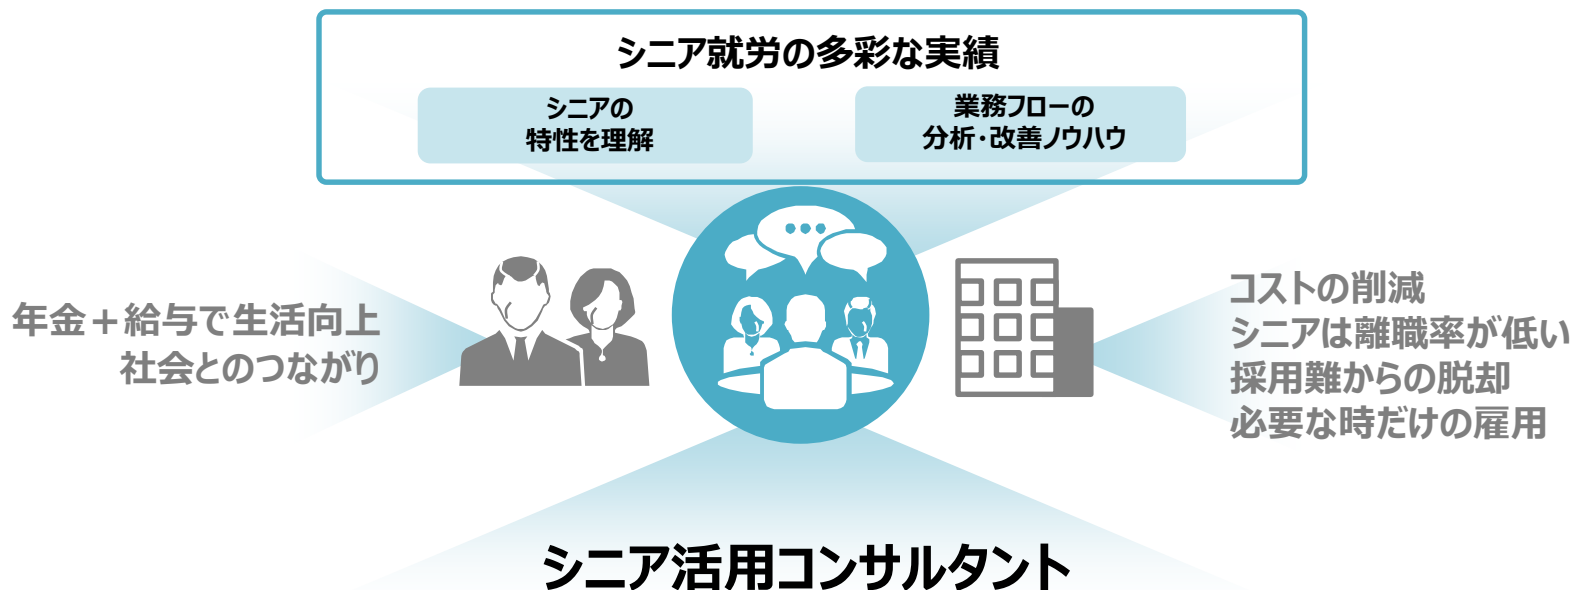 シニア就労の多彩な実績
シニアの
特性を理解
業務フローの
分析・改善ノウハウ
年金＋給与で生活向上
社会とのつながり
コストの削減
シニアは離職率が低い
採用難からの脱却
必要な時だけの雇用
シニア活用コンサルタント